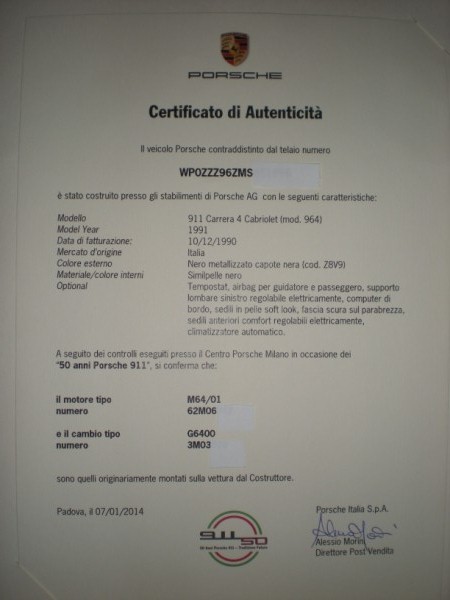 PORSCHE
Certificato di Autenticità
Il veicolo Porsche contraddistinto dal telaio numero
WP0ZZZ96ZMS
è stato costruito presso gli stabilimenti di Porsche AG con le seguenti caratteristiche:
Modello 911 Carrera 4 Cabriolet (mod. 964)
Model Year 1991
Data di fatturazione: 10/12/1990
Mercato d'origine Italia
Colore esterno Nero metallizzato capote nera (cod. Z8V9)
Materiale/colore interni Similpelle nero
Optional Tempostat, airbag per guidatore e passeggero, supporto
lombare sinistro regolabile elettricamente, computer di
bordo, sedili in pelle soft look, fascia scura sul parabrezza,
sedili anteriori comfort regolabili elettricamente,
climatizzatore automatico.
A seguito dei controlli eseguiti presso il Centro Porsche Milano in occasione dei
"50 anni Porsche 911", si conferma che:
il motore tipo M64/01
numero 62M06
e il cambio tipo G6400
numero 3M03
sono quelli originariamente montati sulla vettura dal Costruttore.
Padova, il 07/01/2014
Porsche Italia S.p.A.
Alessio Morin
Direttore Post Vendita
911 50